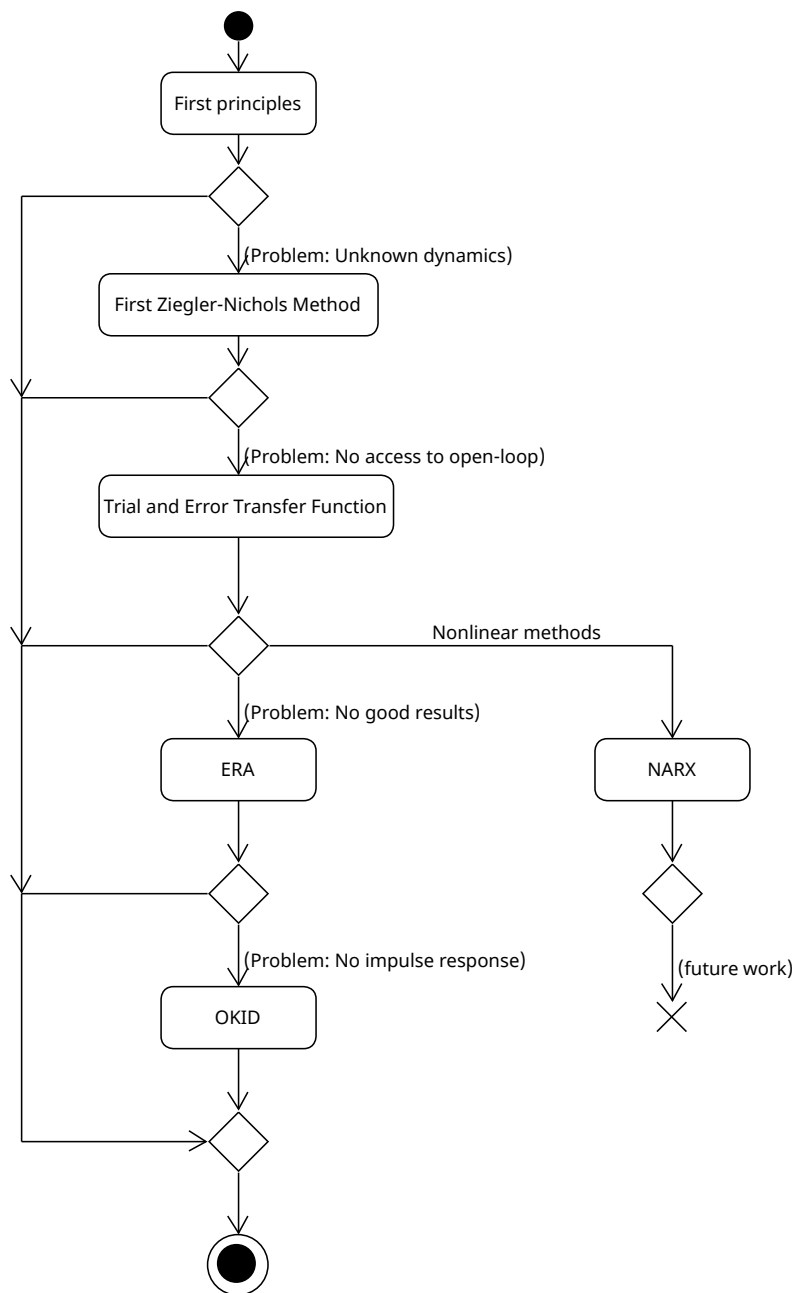 First principles
(Problem: Unknown dynamics)
First Ziegler-Nichols Method
(Problem: No access to open-loop)
Trial and Error Transfer Function
Nonlinear methods
(Problem: No good results)
ERA
NARX
(Problem: No impulse response)
(future work)
OKID